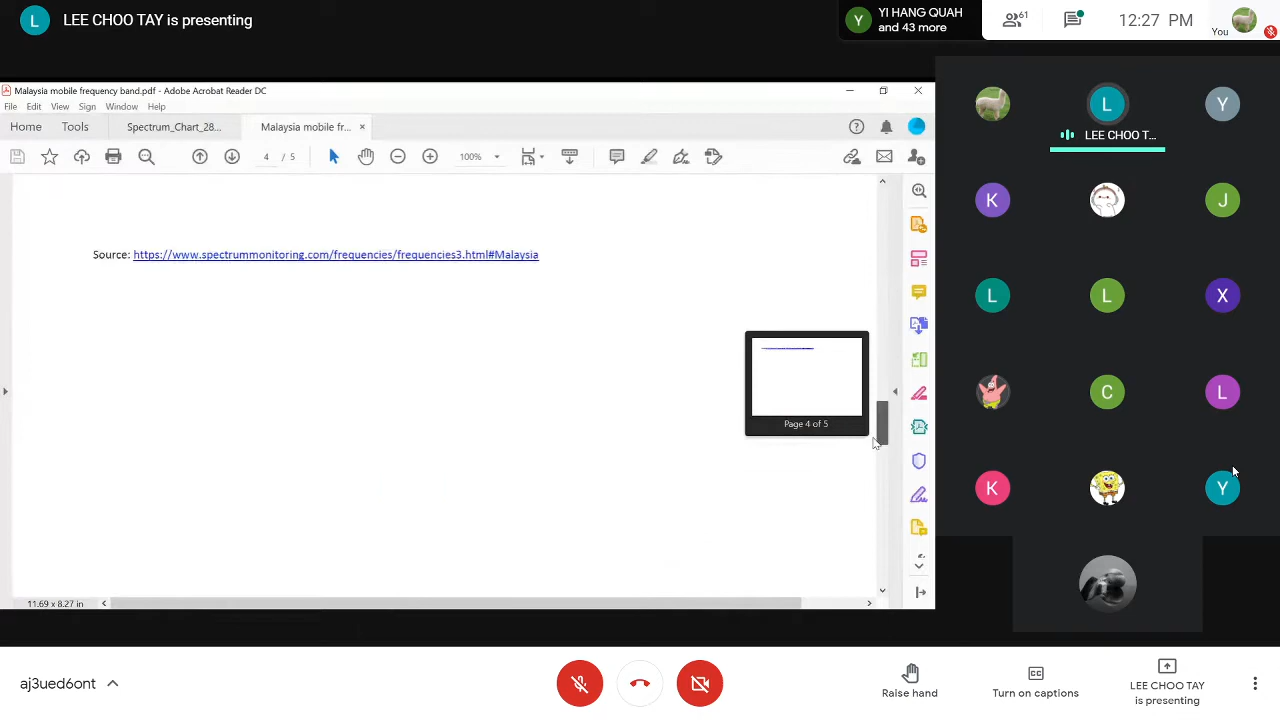 L LEE CHOO TAY is presenting
Y YI HANG QUAH
and 43 more
61
12:27 PM
You
Malaysia mobile frequency band.pdf - Adobe Acrobat Reader DC
File Edit View Sign Window Help
Home Tools Spectrum_Chart_28... Malaysia mobile fr... ×
4 / 5 100%
Source: https://www.spectrummonitoring.com/frequencies/frequencies3.html#Malaysia
Page 4 of 5
11.69 x 8.27 in
L Y
LEE CHOO T...
K J
L L X
C L
K Y
aj3ued6ont
Raise hand
CC
Turn on captions
LEE CHOO TAY
is presenting